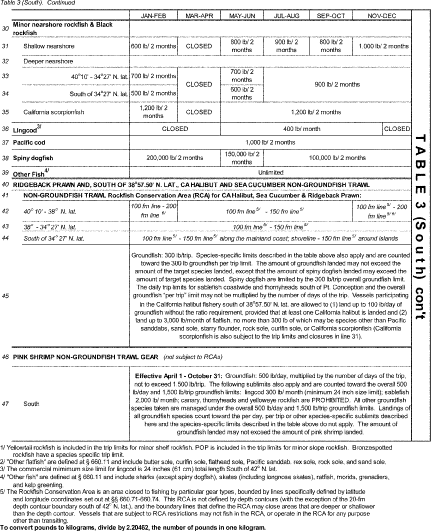 Table 3 (South). Continued
JAN-FEB MAR-APR MAY-JUN JUL-AUG SEP-OCT NOV-DEC
30 Minor nearshore rockfish & Black rockfish
31 Shallow nearshore 600 lb/ 2 months CLOSED 800 lb/ 2 months 900 lb/ 2 months 800 lb/ 2 months 1,000 lb/ 2 months
32 Deeper nearshore
33 40°10' - 34°27' N. lat. 700 lb/ 2 months CLOSED 700 lb/ 2 months 900 lb/ 2 months
34 South of 34°27' N. lat. 500 lb/ 2 months 500 lb/ 2 months
35 California scorpionfish 1,200 lb/ 2 months CLOSED 1,200 lb/ 2 months
36 Lingcod3/ CLOSED 400 lb/ month CLOSED
37 Pacific cod 1,000 lb/ 2 months
38 Spiny dogfish 200,000 lb/ 2 months 150,000 lb/ 2 months 100,000 lb/ 2 months
39 Other Fish4/ Unlimited
40 RIDGEBACK PRAWN AND, SOUTH OF 38°57.50' N. LAT., CA HALIBUT AND SEA CUCUMBER NON-GROUNDFISH TRAWL
41 NON-GROUNDFISH TRAWL Rockfish Conservation Area (RCA) for CA Halibut, Sea Cucumber & Ridgeback Prawn:
42 40°10' - 38° N. lat. 100 fm line - 200 fm line 100 fm line - 150 fm line 100 fm line - 200 fm line
43 38° - 34°27' N. lat. 100 fm line - 150 fm line
44 South of 34°27' N. lat. 100 fm line - 150 fm line along the mainland coast; shoreline - 150 fm line around islands
45 Groundfish: 300 lb/trip. Species-specific limits described in the table above also apply and are counted
toward the 300 lb groundfish per trip limit. The amount of groundfish landed may not exceed the
amount of the target species landed, except that the amount of spiny dogfish landed may exceed the
amount of target species landed. Spiny dogfish are limited by the 300 lb/trip overall groundfish limit.
The daily trip limits for sablefish coastwide and thornyheads south of Pt. Conception and the overall
groundfish "per trip" limit may not be multiplied by the number of days of the trip. Vessels participating
in the California halibut fishery south of 38°57.50' N. lat. are allowed to (1) land up to 100 lb/day of
groundfish without the ratio requirement, provided that at least one California halibut is landed and (2)
land up to 3,000 lb/month of flatfish, no more than 300 lb of which may be species other than Pacific
sanddabs, sand sole, starry flounder, rock sole, curlfin sole, or California scorpionfish (California
scorpionfish is also subject to the trip limits and closures in line 31).
46 PINK SHRIMP NON-GROUNDFISH TRAWL GEAR (not subject to RCAs)
47 South Effective April 1 - October 31: Groundfish: 500 lb/day, multiplied by the number of days of the trip,
not to exceed 1,500 lb/trip. The following sublimits also apply and are counted toward the overall 500
lb/day and 1,500 lb/trip groundfish limits: lingcod 300 lb/ month (minimum 24 inch size limit); sablefish
2,000 lb/ month; canary, thornyheads and yelloweye rockfish are PROHIBITED. All other groundfish
species taken are managed under the overall 500 lb/day and 1,500 lb/trip groundfish limits. Landings of
all groundfish species count toward the per day, per trip or other species-specific sublimits described
here and the species-specific limits described in the table above do not apply. The amount of
groundfish landed may not exceed the amount of pink shrimp landed.
TABLE 3 (South) con't
1/ Yellowtail rockfish is included in the trip limits for minor shelf rockfish. POP is included in the trip limits for minor slope rockfish. Bronzespotted
rockfish have a species specific trip limit.
2/ "Other flatfish" are defined at § 660.11 and include butter sole, curlfin sole, flathead sole, Pacific sanddab, rex sole, rock sole, and sand sole.
3/ The commercial minimum size limit for lingcod is 24 inches (61 cm) total length South of 42° N lat.
4/ "Other fish" are defined at § 660.11 and include sharks (except spiny dogfish), skates (including longnose skates), ratfish, morids, grenadiers,
and kelp greenling.
5/ The Rockfish Conservation Area is an area closed to fishing by particular gear types, bounded by lines specifically defined by latitude
and longitude coordinates set out at §§ 660.71-660.74. This RCA is not defined by depth contours (with the exception of the 20-fm
depth contour boundary south of 42° N. lat.), and the boundary lines that define the RCA may close areas that are deeper or shallower
than the depth contour. Vessels that are subject to RCA restrictions may not fish in the RCA, or operate in the RCA for any purpose
other than transiting.
To convert pounds to kilograms, divide by 2.20462, the number of pounds in one kilogram.